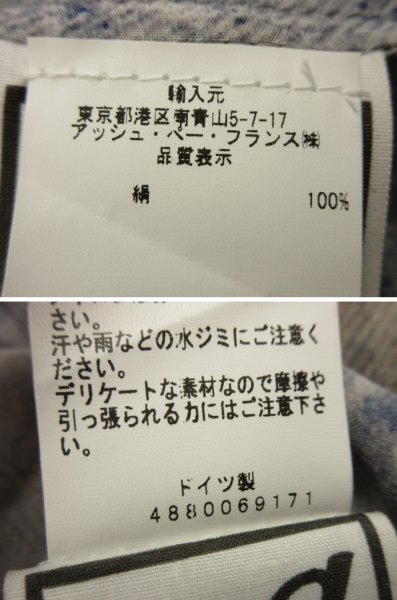 輸入元
東京都港区南青山5-7-17
アッシュ・ペー・フランス㈱
品質表示
絹 100%
さい。
汗や雨などの水ジミにご注意く
ださい。
デリケートな素材なので摩擦や
引っ張られる力にはご注意下さ
い。
ドイツ製
4880069171